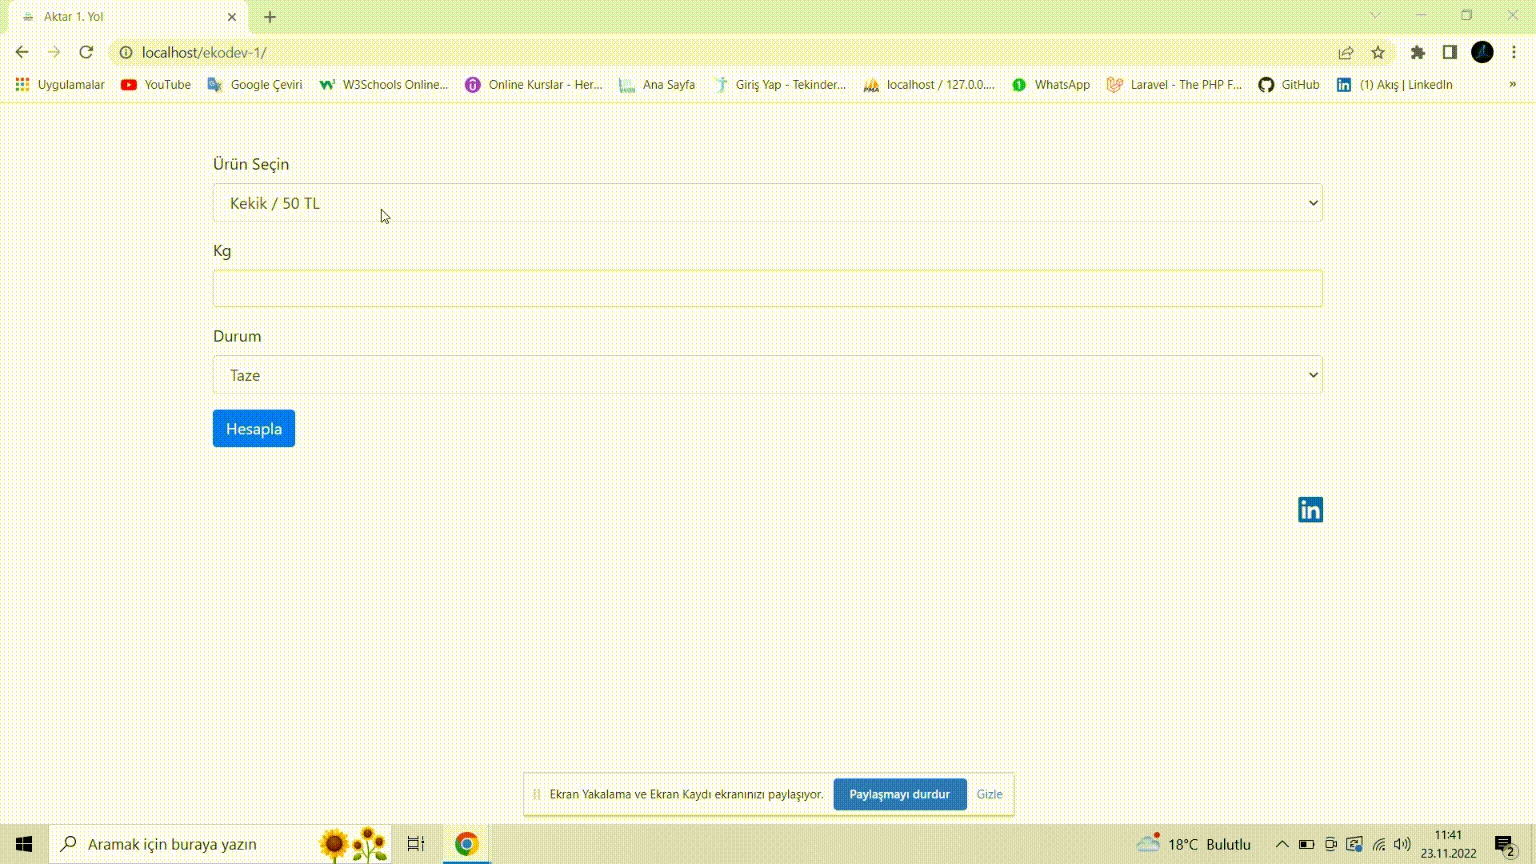 Aktar 1. Yol
localhost/ekodev-1/
Uygulamalar YouTube Google Çeviri W3Schools Online... Online Kurslar - Her... Ana Sayfa Giriş Yap - Tekinder... localhost / 127.0.0.... WhatsApp Laravel - The PHP F... GitHub (1) Akış | LinkedIn »
Ürün Seçin
Kekik / 50 TL
Kg
Durum
Taze
Hesapla
in
Ekran Yakalama ve Ekran Kaydı ekranınızı paylaşıyor. Paylaşmayı durdur Gizle
Aramak için buraya yazın
18°C Bulutlu
11:41
23.11.2022
2